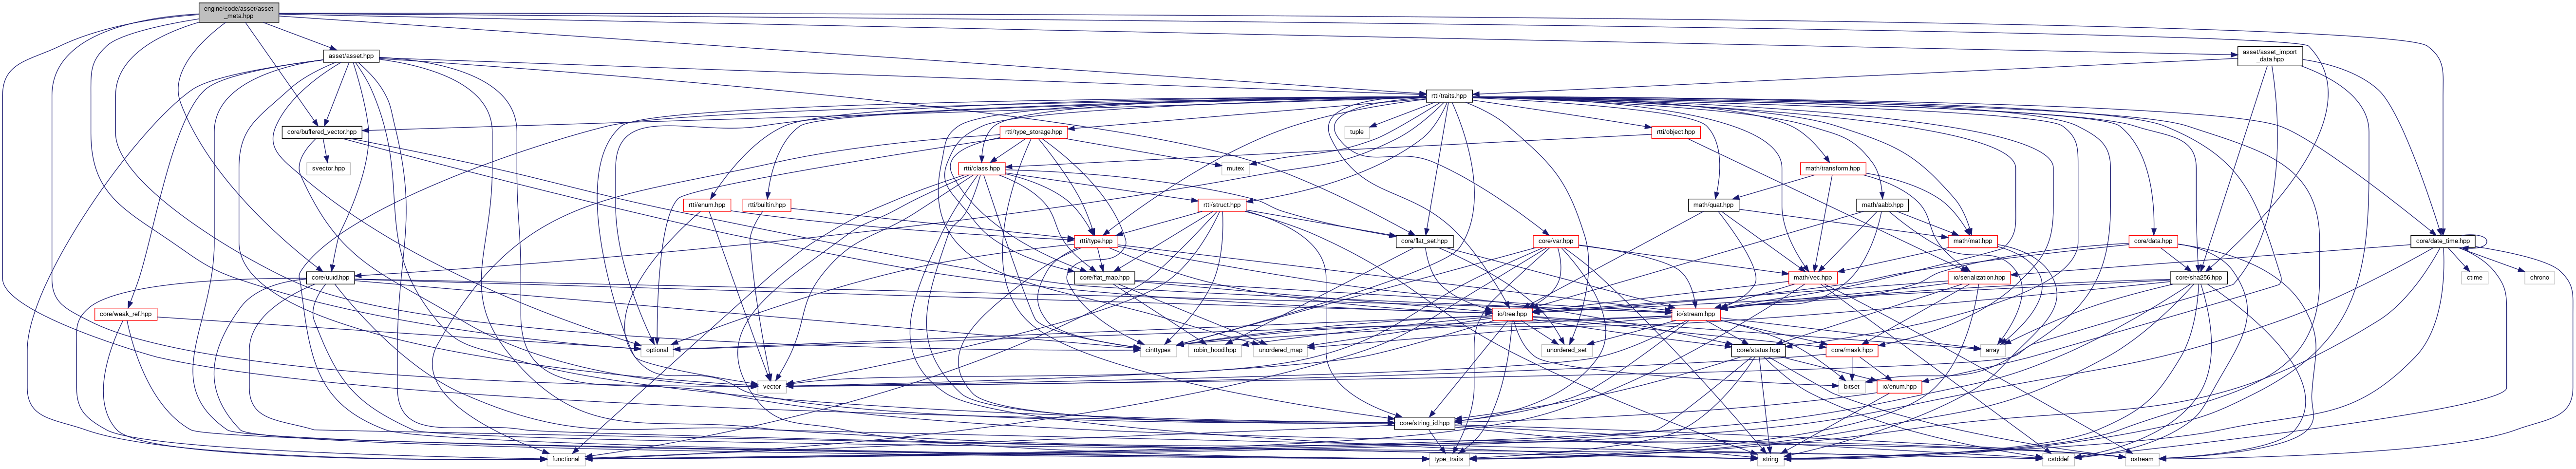 engine/code/asset/asset
_meta.hpp
asset/asset.hpp
asset/asset_import
_data.hpp
rtti/traits.hpp
core/buffered_vector.hpp
rtti/type_storage.hpp
tuple
rtti/object.hpp
svector.hpp
rtti/class.hpp
mutex
math/transform.hpp
rtti/enum.hpp
rtti/builtin.hpp
rtti/struct.hpp
math/quat.hpp
math/aabb.hpp
rtti/type.hpp
core/flat_set.hpp
core/var.hpp
math/mat.hpp
core/data.hpp
core/date_time.hpp
core/uuid.hpp
core/flat_map.hpp
math/vec.hpp
io/serialization.hpp
core/sha256.hpp
ctime
chrono
core/weak_ref.hpp
io/tree.hpp
io/stream.hpp
optional
cinttypes
robin_hood.hpp
unordered_map
unordered_set
core/status.hpp
core/mask.hpp
array
vector
bitset
io/enum.hpp
core/string_id.hpp
functional
type_traits
string
cstddef
ostream